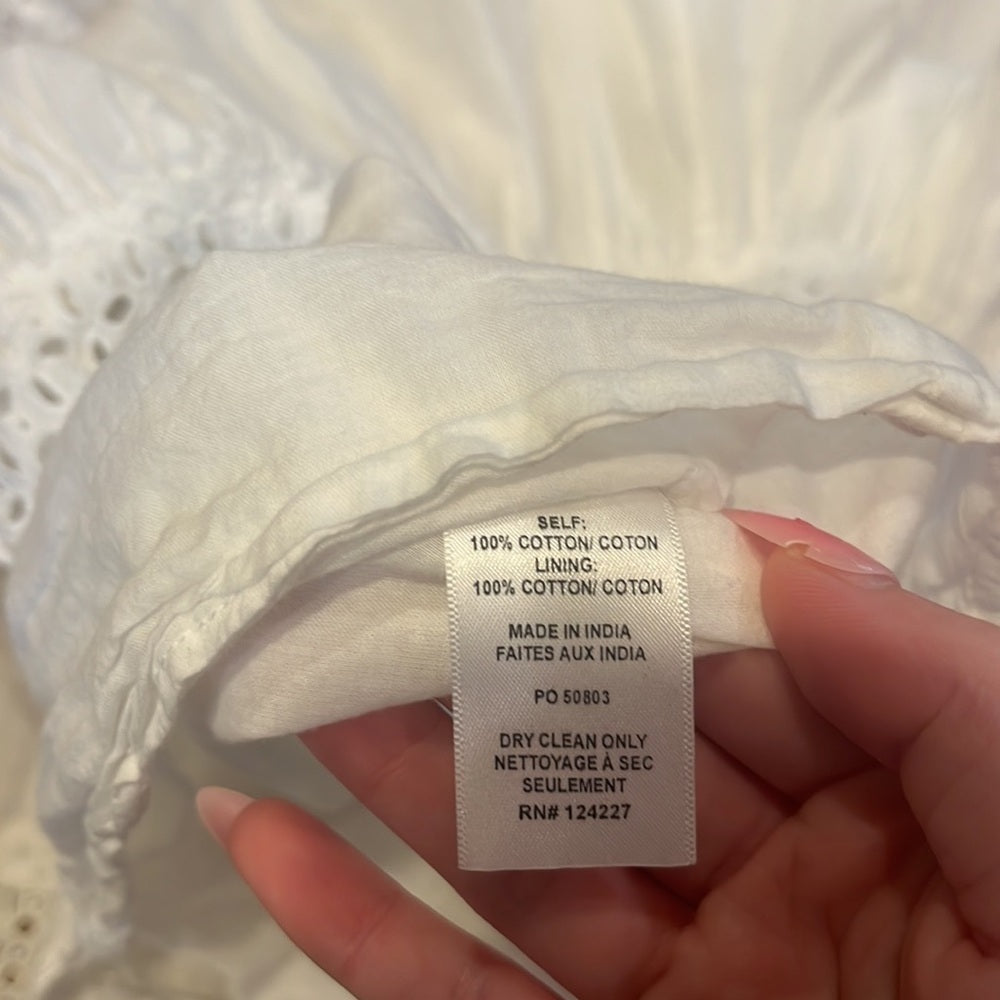 SELF:
100% COTTON/ COTON
LINING:
100% COTTON/ COTON
MADE IN INDIA
FAITES AUX INDIA
PO 50803
DRY CLEAN ONLY
NETTOYAGE À SEC
SEULEMENT
RN# 124227